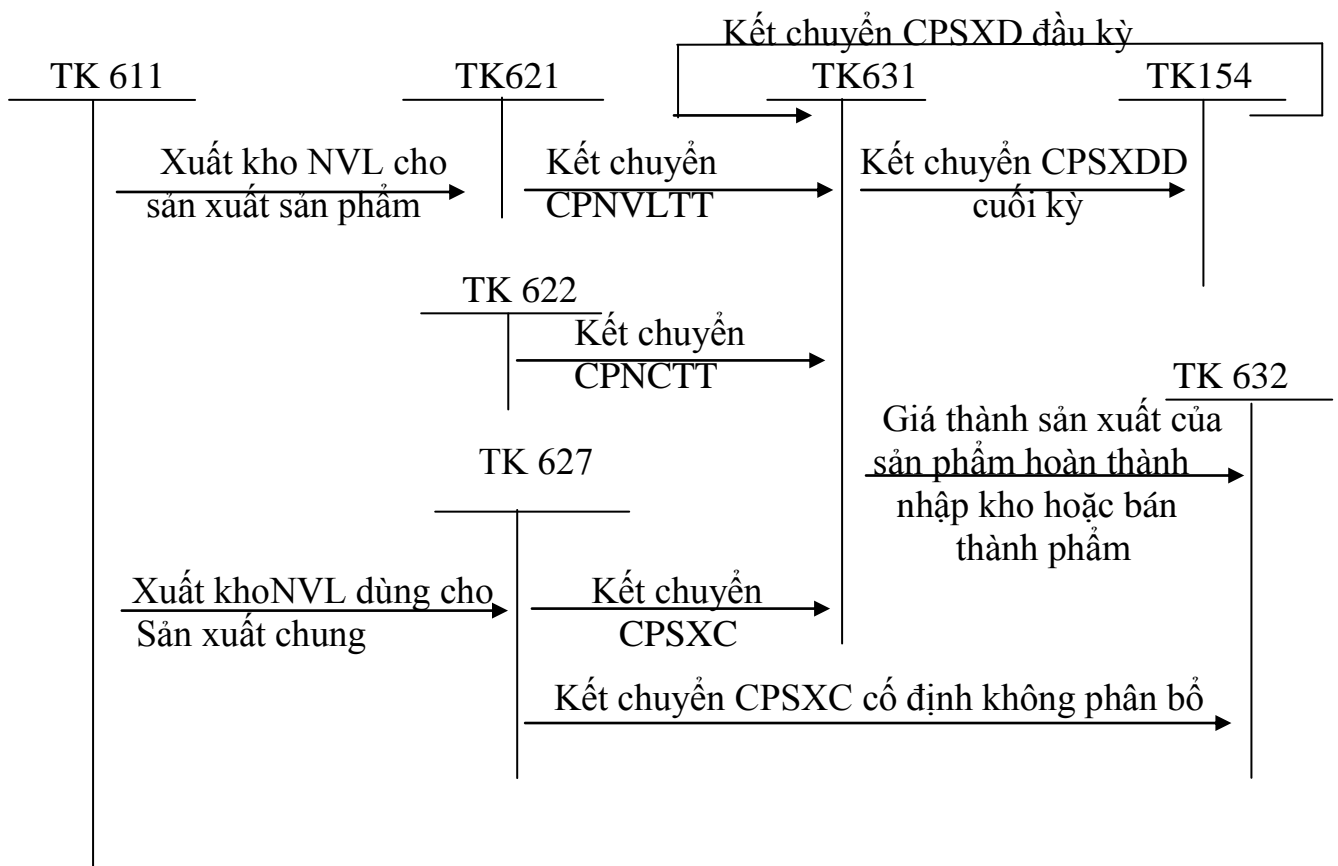 Kết chuyển CPSXD đầu kỳ
TK 611
TK621
TK631
TK154
Xuất kho NVL cho
sản xuất sản phẩm
Kết chuyển
CPNVLTT
Kết chuyển CPSXDD
cuối kỳ
TK 622
Kết chuyển
CPNCTT
TK 632
Giá thành sản xuất của
sản phẩm hoàn thành
nhập kho hoặc bán
thành phẩm
TK 627
Xuất khoNVL dùng cho
Sản xuất chung
Kết chuyển
CPSXC
Kết chuyển CPSXC cố định không phân bổ